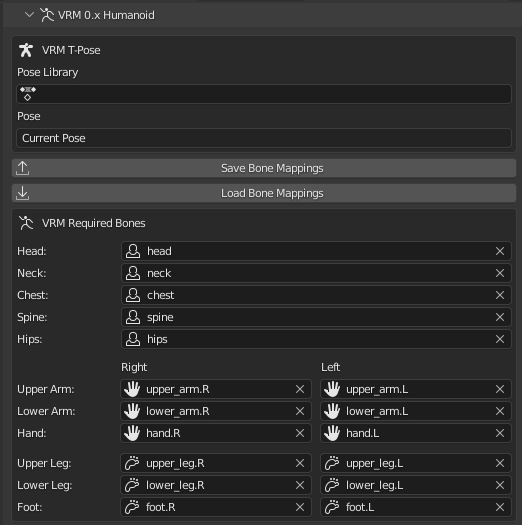 VRM 0.x Humanoid
VRM T-Pose
Pose Library
Pose
Current Pose
Save Bone Mappings
Load Bone Mappings
VRM Required Bones
Head: head
Neck: neck
Chest: chest
Spine: spine
Hips: hips
Right Left
Upper Arm: upper_arm.R upper_arm.L
Lower Arm: lower_arm.R lower_arm.L
Hand: hand.R hand.L
Upper Leg: upper_leg.R upper_leg.L
Lower Leg: lower_leg.R lower_leg.L
Foot: foot.R foot.L